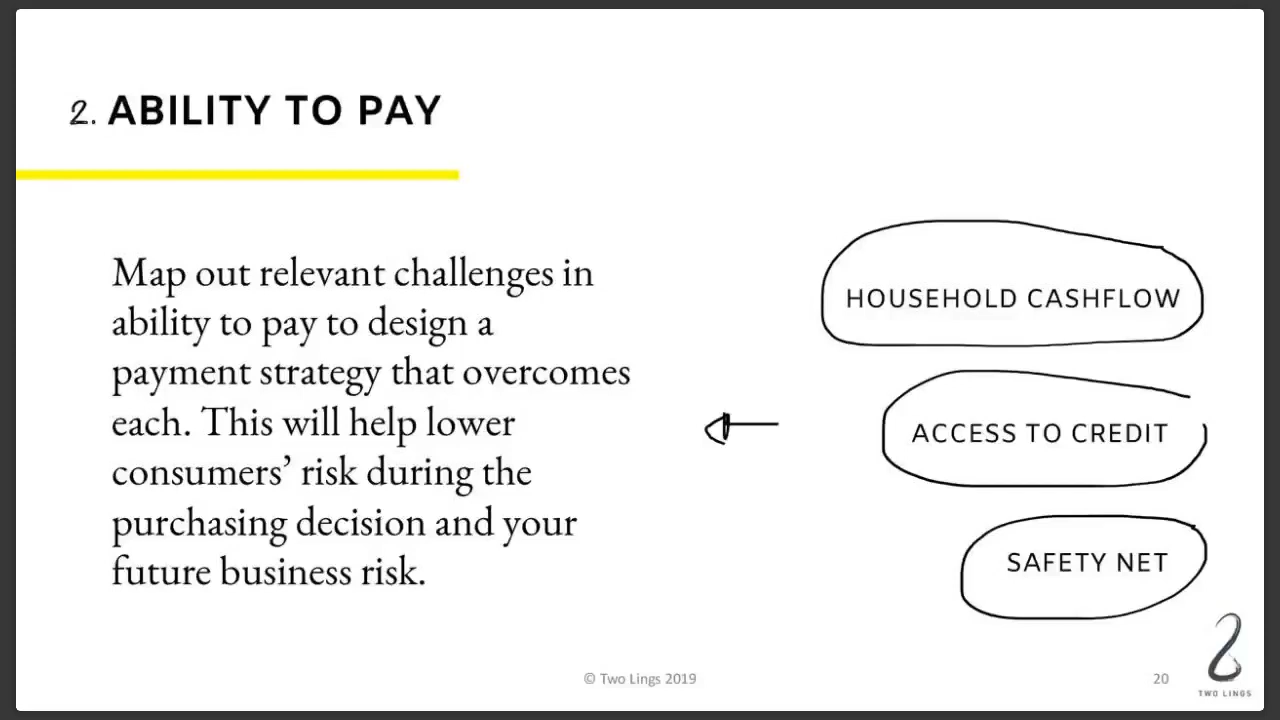 2. ABILITY TO PAY
Map out relevant challenges in
ability to pay to design a
payment strategy that overcomes
each. This will help lower
consumers’ risk during the
purchasing decision and your
future business risk.
HOUSEHOLD CASHFLOW
ACCESS TO CREDIT
SAFETY NET
© Two Lings 2019
20
TWO LINGS